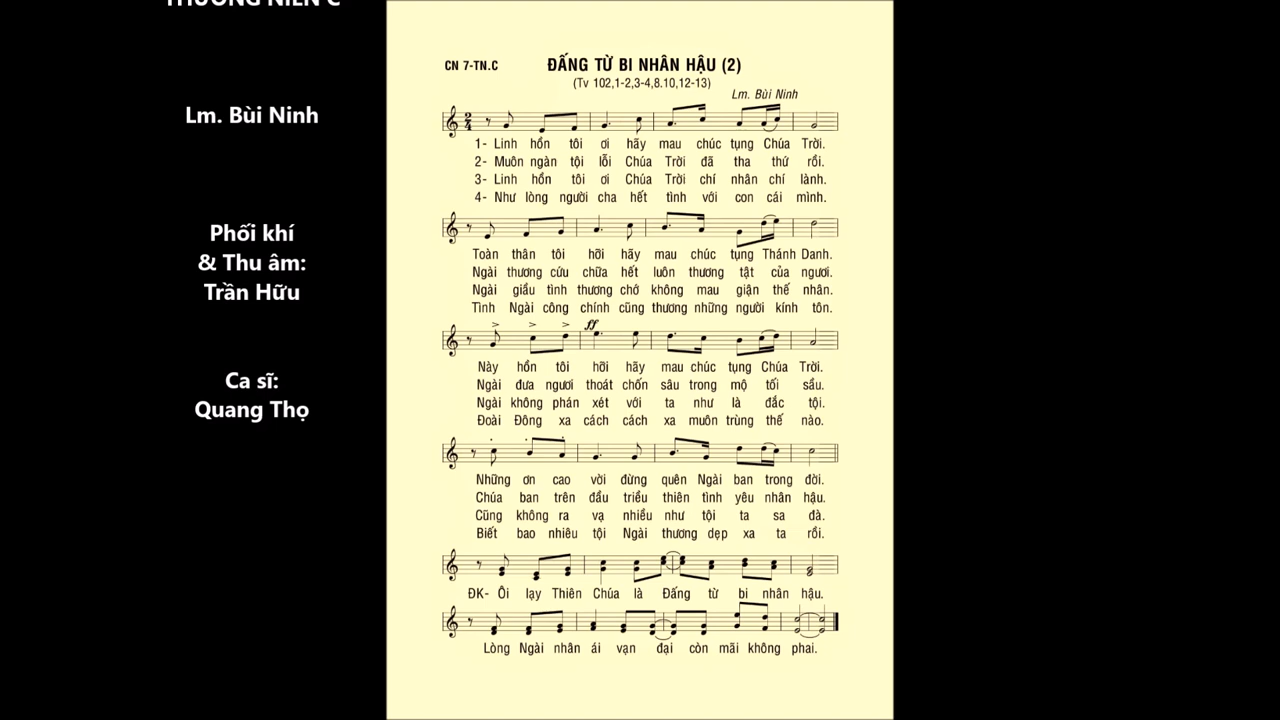 THƯỜNG NIÊN C
Lm. Bùi Ninh
Phối khí
& Thu âm:
Trần Hữu
Ca sĩ:
Quang Thọ
CN 7-TN.C
ĐẤNG TỪ BI NHÂN HẬU (2)
(Tv 102,1-2,3-4,8.10,12-13)
Lm. Bùi Ninh
1- Linh hồn tôi ơi hãy mau chúc tụng Chúa Trời.
2- Muôn ngàn tội lỗi Chúa Trời đã tha thứ rồi.
3- Linh hồn tôi ơi Chúa Trời chí nhân chí lành.
4- Như lòng người cha hết tình với con cái mình.
Toàn thân tôi hỡi hãy mau chúc tụng Thánh Danh.
Ngài thương cứu chữa hết luôn thương tật của ngươi.
Ngài giầu tình thương chớ không mau giận thế nhân.
Tình Ngài công chính cũng thương những người kính tôn.
ff
Này hồn tôi hỡi hãy mau chúc tụng Chúa Trời.
Ngài đưa ngươi thoát chốn sâu trong mộ tối sầu.
Ngài không phán xét với ta như là đắc tội.
Đoài Đông xa cách cách xa muôn trùng thế nào.
Những ơn cao vời đừng quên Ngài ban trong đời.
Chúa ban trên đầu triều thiên tình yêu nhân hậu.
Cũng không ra vạ nhiều như tội ta sa đà.
Biết bao nhiêu tội Ngài thương dẹp xa ta rồi.
ĐK- Ôi lạy Thiên Chúa là Đấng từ bi nhân hậu.
Lòng Ngài nhân ái vạn đại còn mãi không phai.